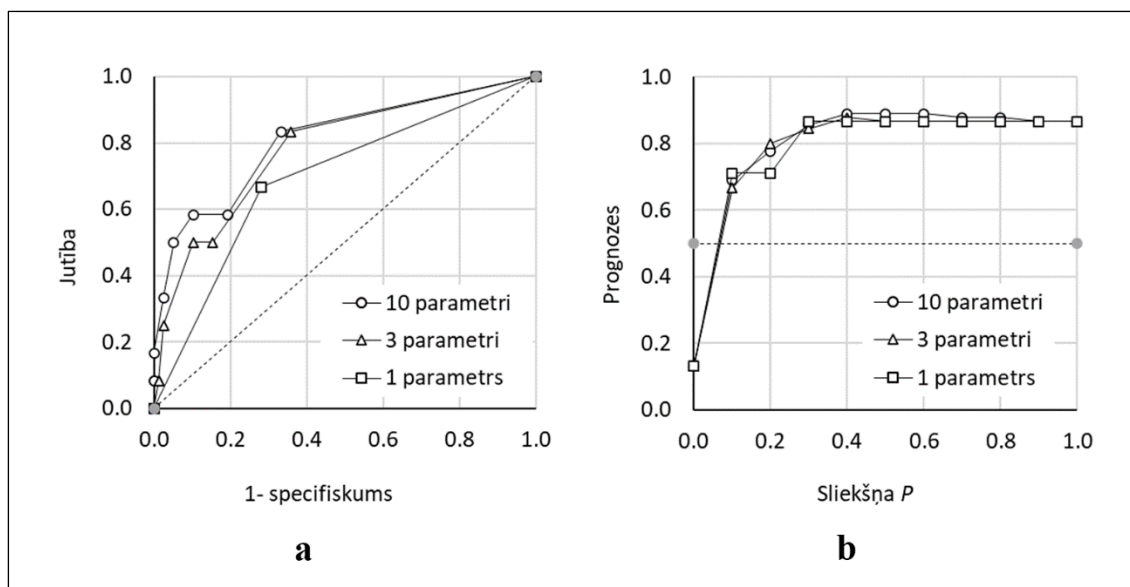 1.0
0.8
0.6
0.4
0.2
0.0
Jutība
0.0 0.2 0.4 0.6 0.8 1.0
1- specifiskums
10 parametri
3 parametri
1 parametrs
a
1.0
0.8
0.6
0.4
0.2
0.0
Prognozes
0.0 0.2 0.4 0.6 0.8 1.0
Sliekšņa P
10 parametri
3 parametri
1 parametrs
b